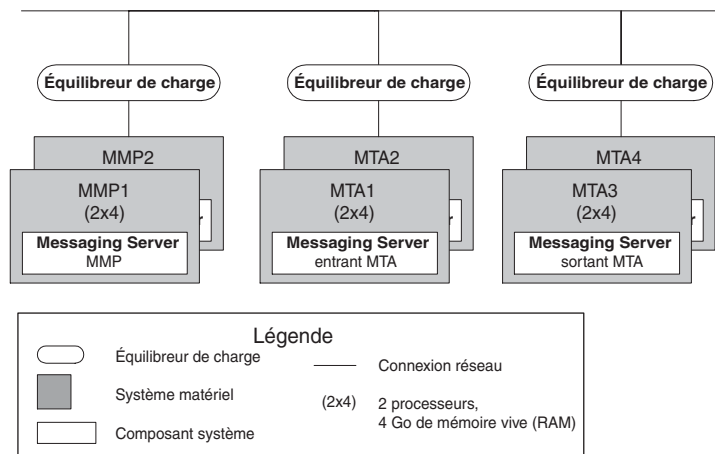 Équilibreur de charge
Équilibreur de charge
Équilibreur de charge
MMP2
MTA2
MTA4
MMP1
(2x4)
Messaging Server
MMP
MTA1
(2x4)
Messaging Server
entrant MTA
MTA3
(2x4)
Messaging Server
sortant MTA
Légende
Équilibreur de charge
Système matériel
Composant système
Connexion réseau
(2x4) 2 processeurs,
4 Go de mémoire vive (RAM)